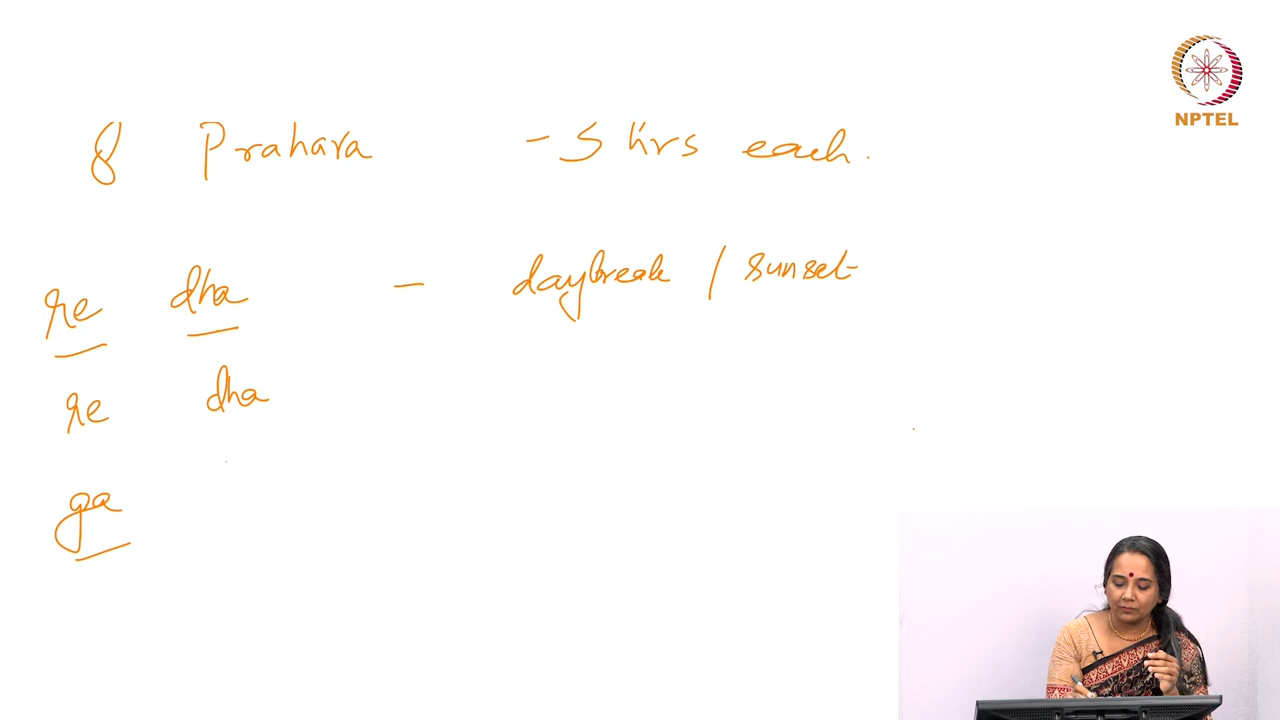 NPTEL
8 Prahara - 3 hrs each.
re dha - daybreak / sunset
re dha
ga